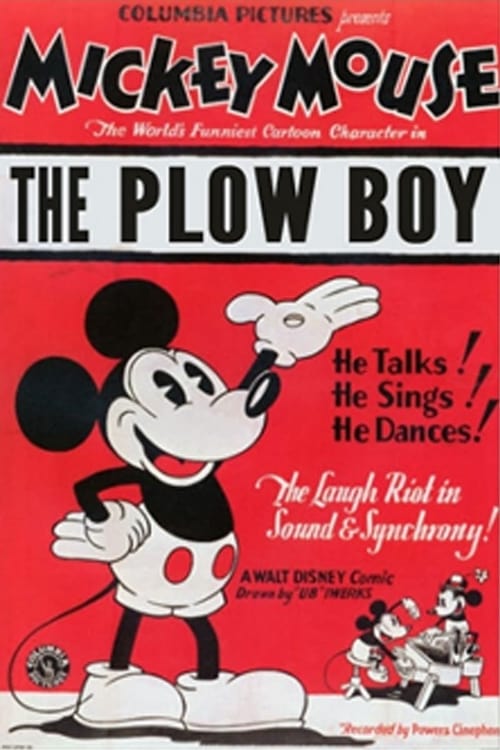 COLUMBIA PICTURES presents
MICKEY MOUSE
The World's Funniest Cartoon Character in
THE PLOW BOY
He Talks!
He Sings!
He Dances!
The Laugh Riot in
Sound & Synchrony!
A WALT DISNEY Comic
Drawn by "UB" IWERKS
COLUMBIA
"Recorded by Powers Cinephon